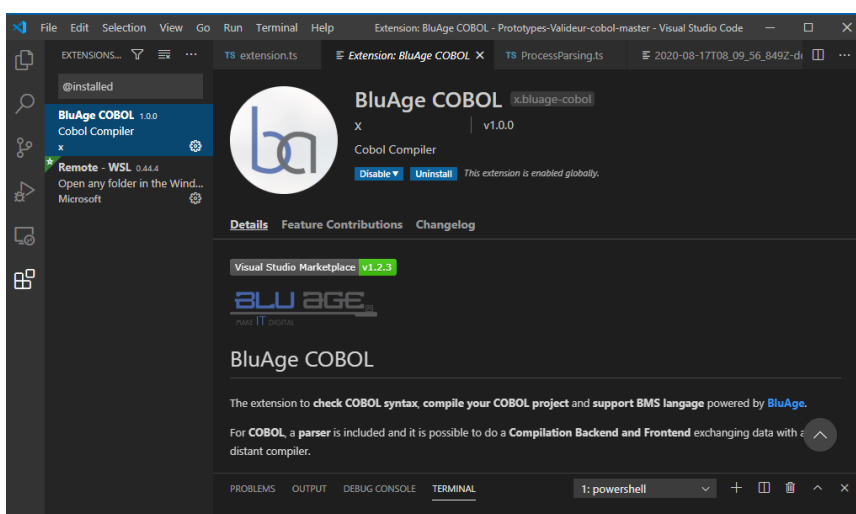 File Edit Selection View Go Run Terminal Help Extension: BluAge COBOL - Prototypes-Valideur-cobol-master - Visual Studio Code
EXTENSIONS... TS extension.ts Extension: BluAge COBOL TS ProcessParsing.ts 2020-08-17T08_09_56_849Z-de
@installed
BluAge COBOL 1.0.0
Cobol Compiler
x
Remote - WSL 0.44.4
Open any folder in the Wind...
Microsoft
ba
BluAge COBOL x.bluage-cobol
x v1.0.0
Cobol Compiler
Disable Uninstall This extension is enabled globally.
Details Feature Contributions Changelog
Visual Studio Marketplace v1.2.3
BLU AGE
MAKE IT DIGITAL
BluAge COBOL
The extension to check COBOL syntax, compile your COBOL project and support BMS langage powered by BluAge.
For COBOL, a parser is included and it is possible to do a Compilation Backend and Frontend exchanging data with a
distant compiler.
PROBLEMS OUTPUT DEBUG CONSOLE TERMINAL 1: powershell